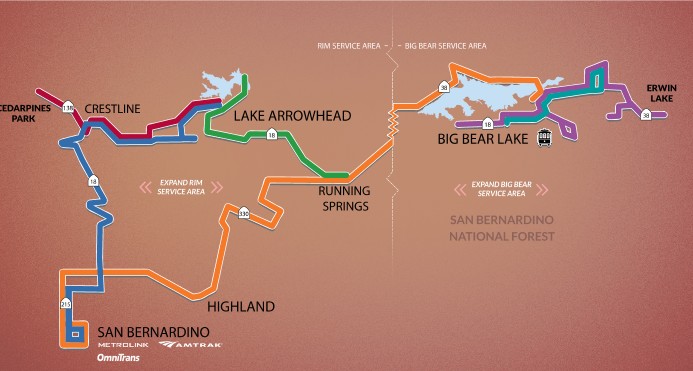 RIM SERVICE AREA
BIG BEAR SERVICE AREA
38
CEDARPINES
PARK
138
CRESTLINE
LAKE ARROWHEAD
18
18
BIG BEAR LAKE
ERWIN
LAKE
38
18
EXPAND RIM
SERVICE AREA
RUNNING
SPRINGS
EXPAND BIG BEAR
SERVICE AREA
330
SAN BERNARDINO
NATIONAL FOREST
215
HIGHLAND
SAN BERNARDINO
METROLINK
AMTRAK
OmniTrans